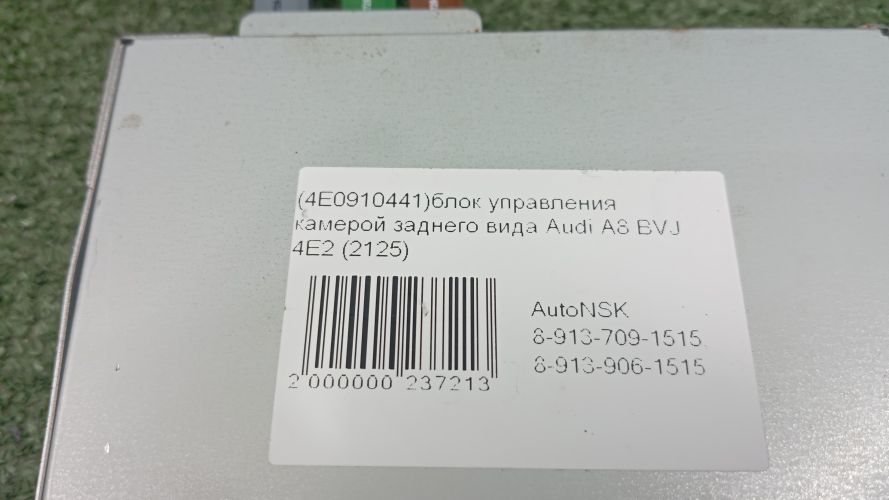 (4E0910441)блок управления
камерой заднего вида Audi A8 BVJ
4E2 (2125)
AutoNSK
8-913-709-1515
8-913-906-1515
2 000000 237213